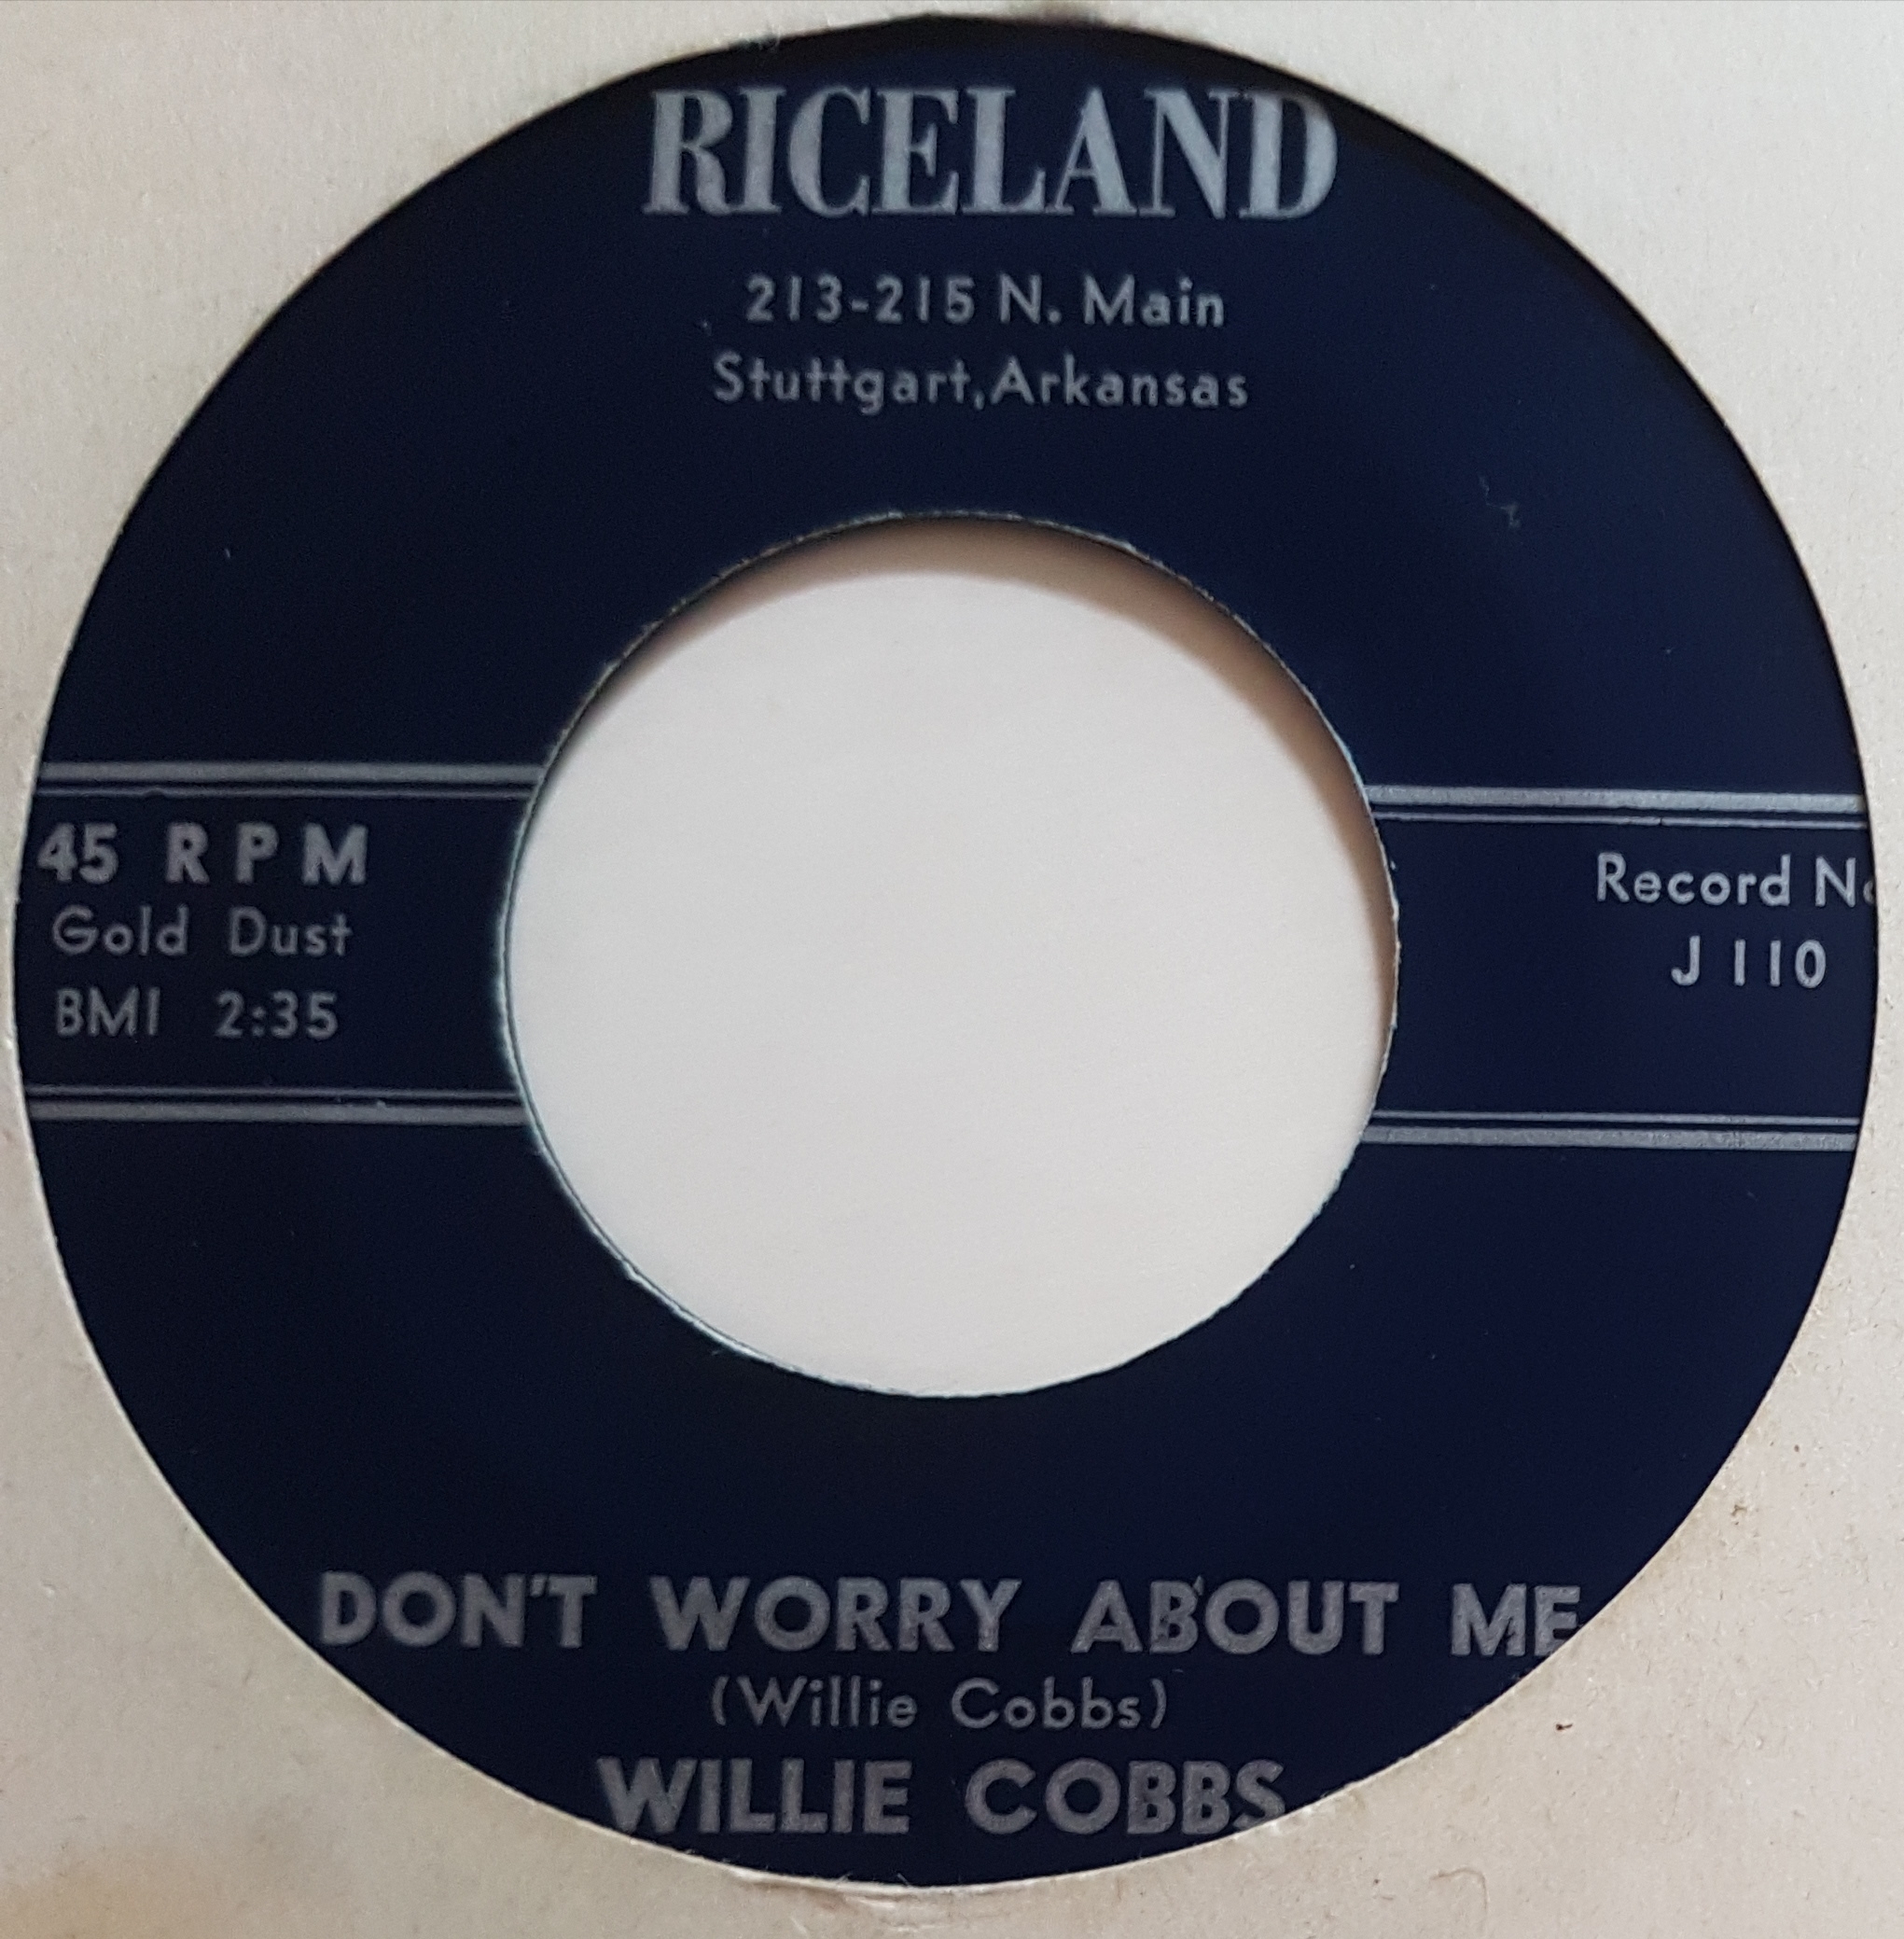 RICELAND
213-215 N. Main
Stuttgart, Arkansas
45 RPM
Gold Dust
BMI 2:35
Record No
J 110
DON'T WORRY ABOUT ME
(Willie Cobbs)
WILLIE COBBS